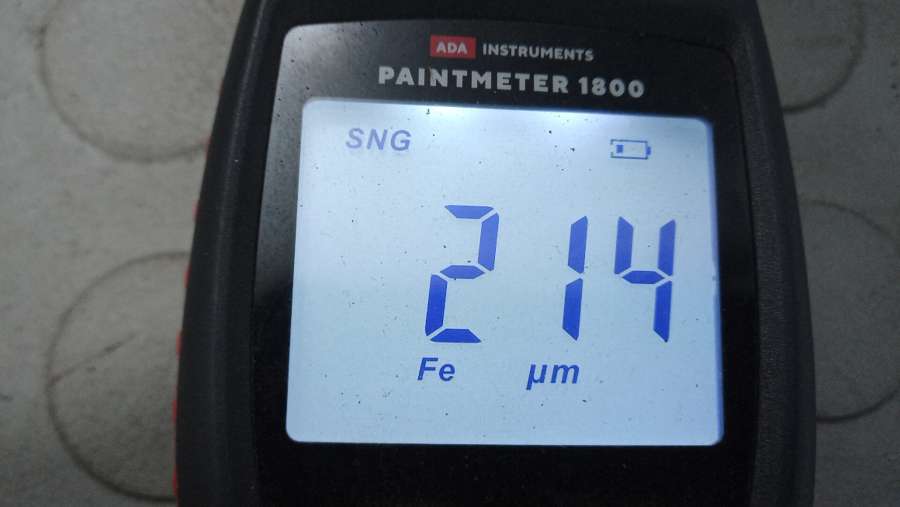 ADA INSTRUMENTS
PAINTMETER 1800
SNG
214
Fe µm